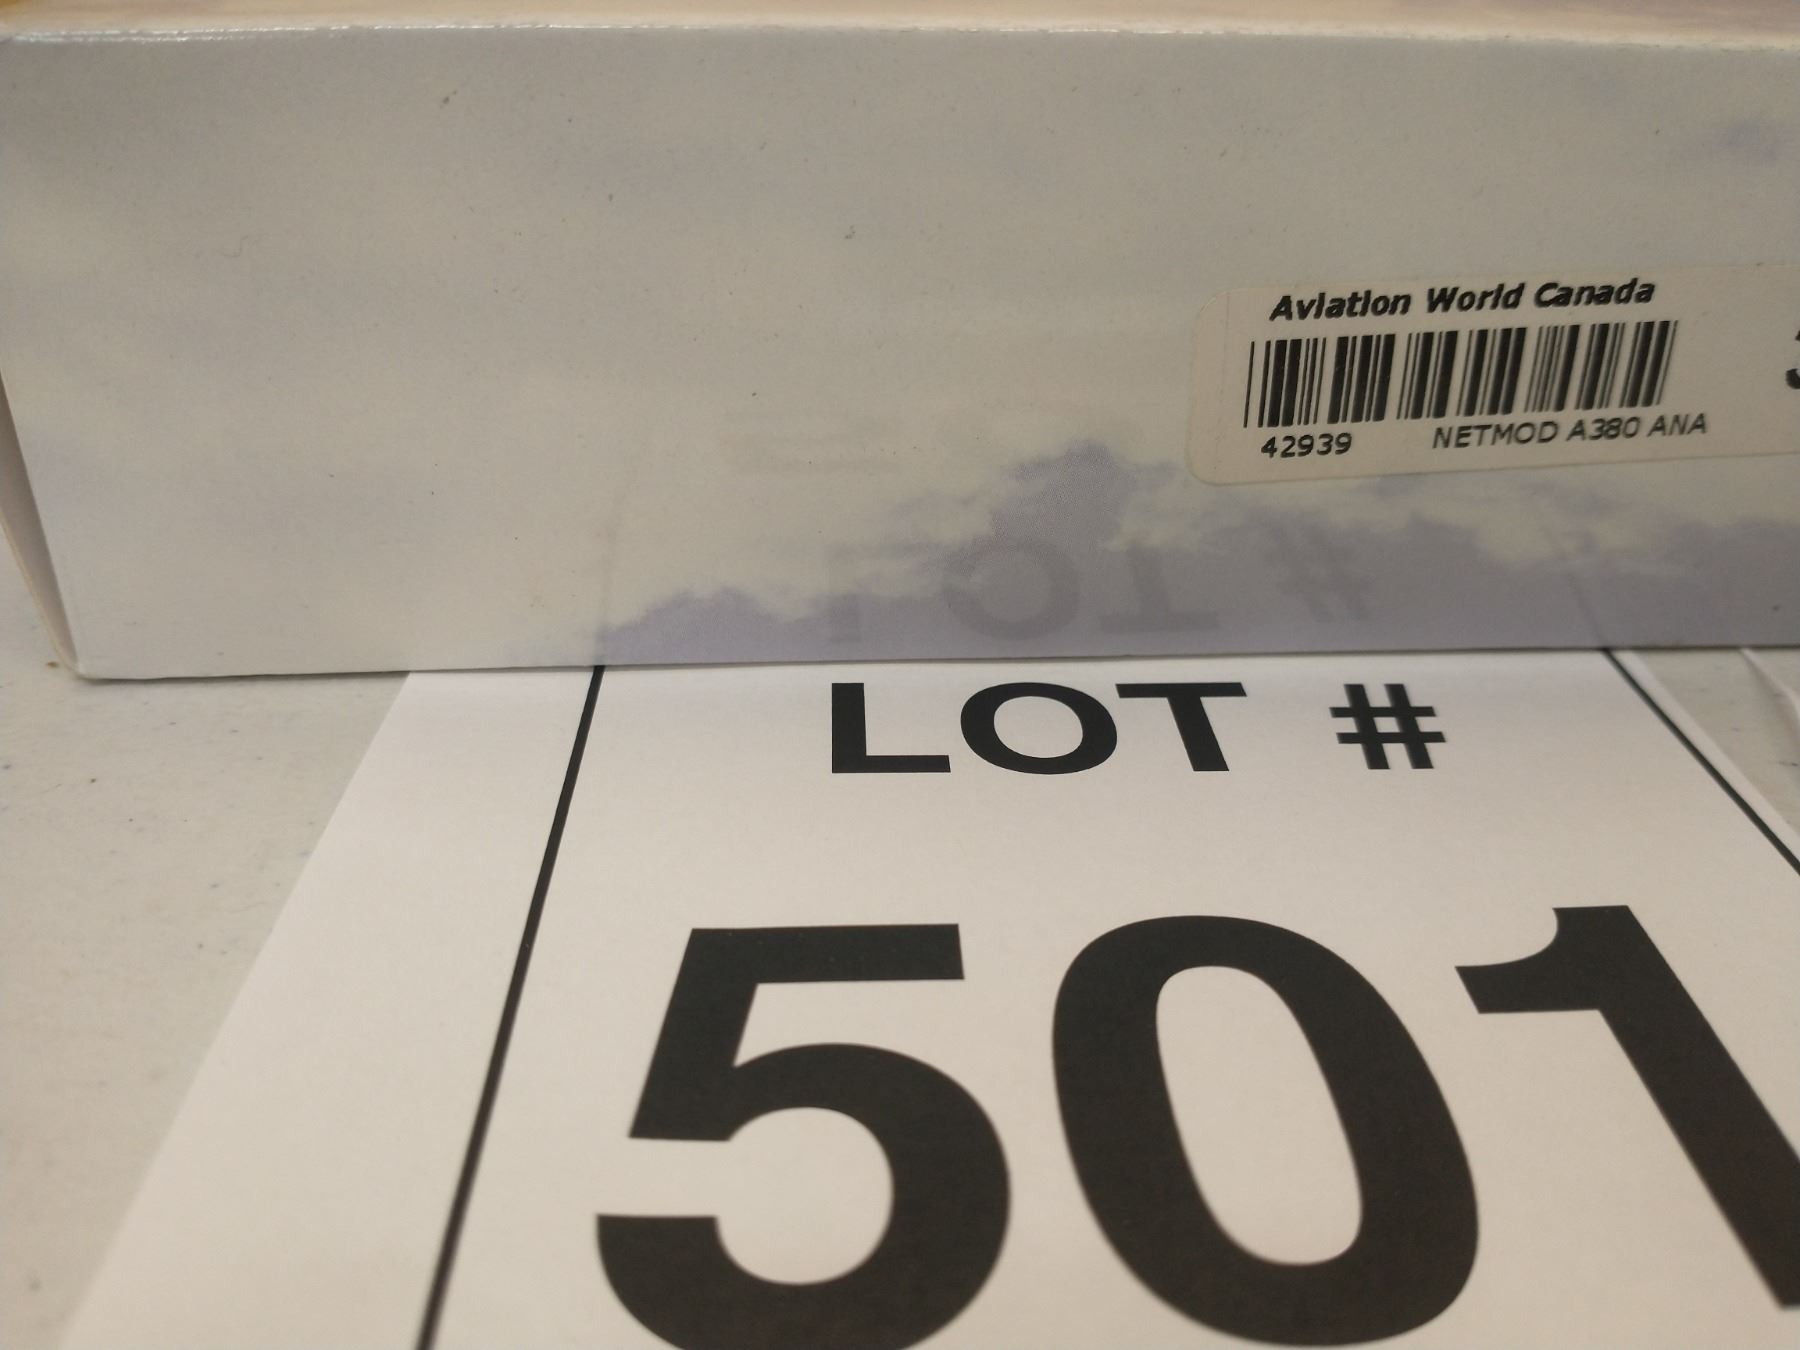 Aviation World Canada
42939 NETMOD A380 ANA
LOT #
501